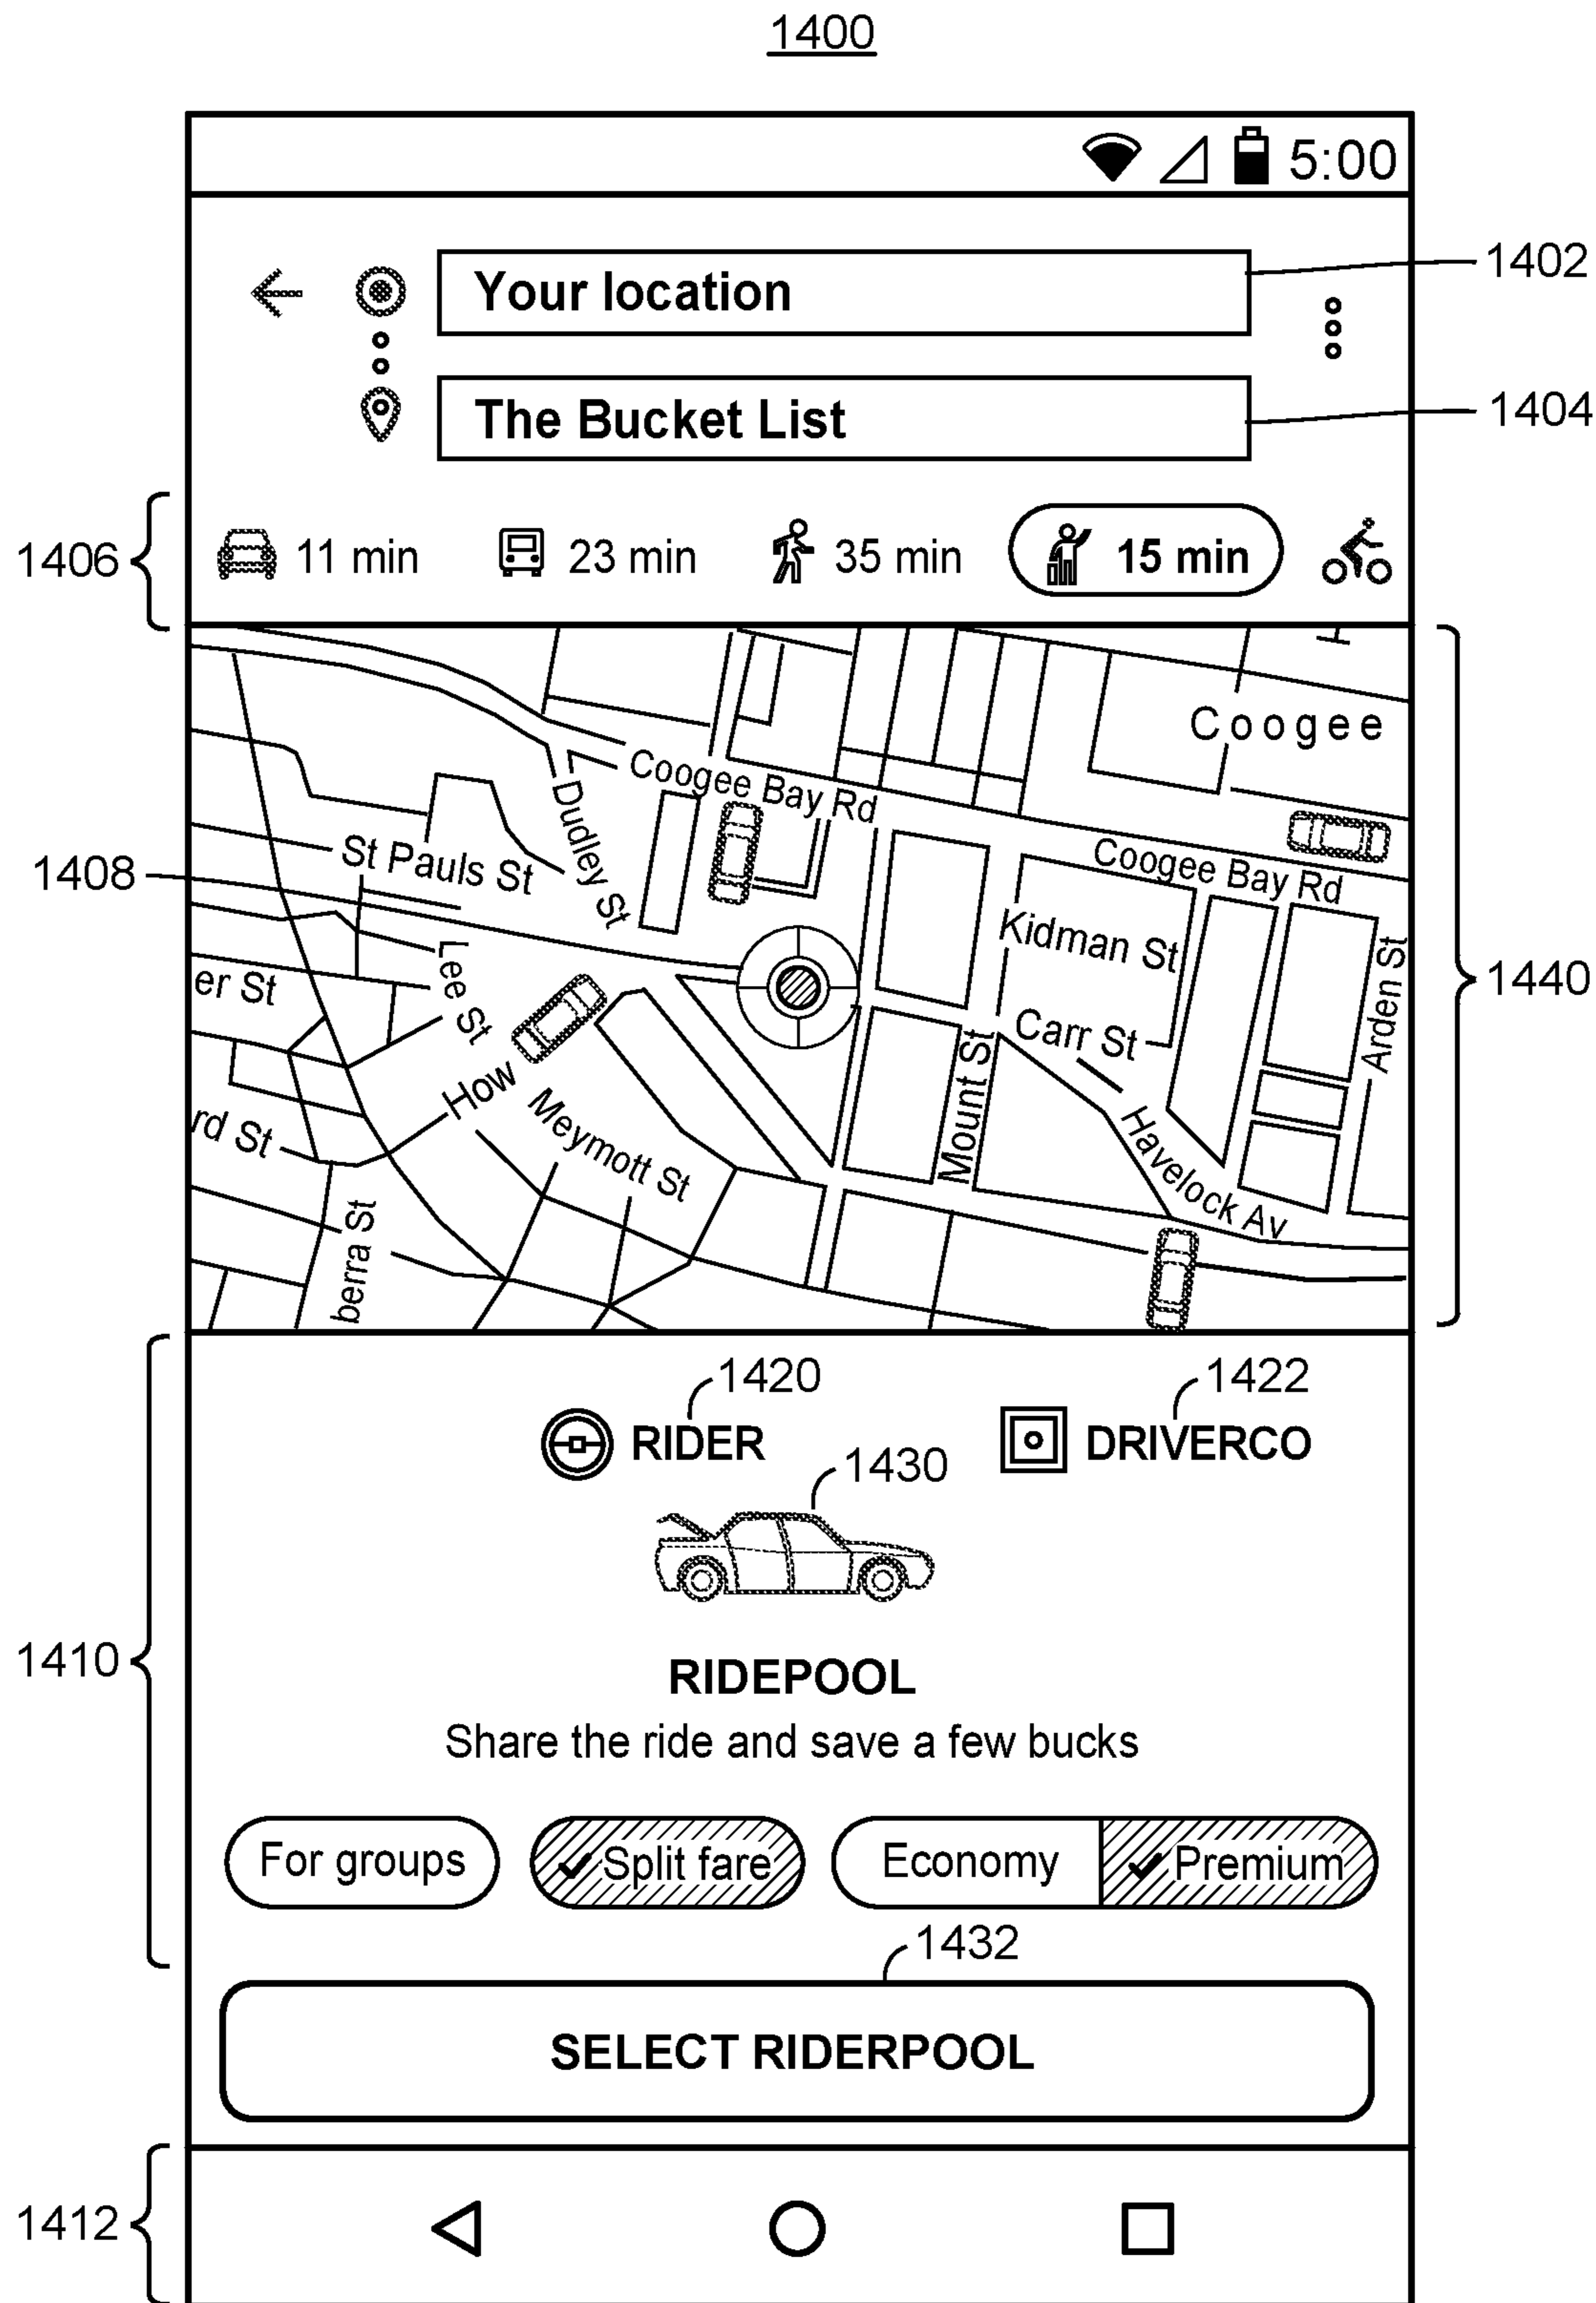 1400
5:00
Your location
1402
The Bucket List
1404
1406
11 min 23 min 35 min 15 min
Coogee
Coogee Bay Rd
Dudley St
St Pauls St
Coogee Bay Rd
1408
Kidman St
Lee St
er St
Arden St
1440
Carr St
Mount St
How
Meymott St
rd St
Havelock Av
berra St
1420
1422
RIDER
DRIVERCO
1430
1410
RIDEPOOL
Share the ride and save a few bucks
For groups Split fare Economy Premium
1432
SELECT RIDERPOOL
1412